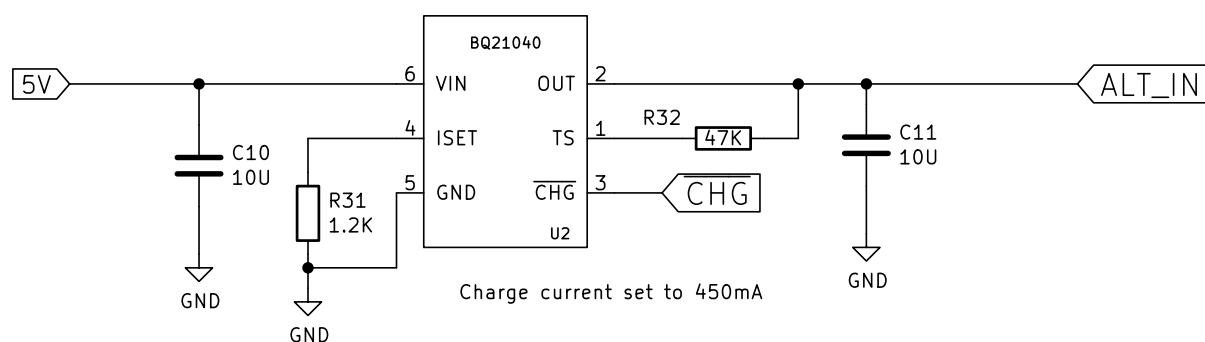 BQ21040
5V
6
VIN
OUT
2
ALT_IN
4
ISET
TS
1
R32
47K
C10
10U
C11
10U
R31
1.2K
5
GND
CHG
3
CHG
U2
GND
GND
GND
Charge current set to 450mA